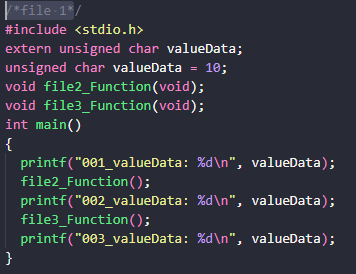 /*file 1*/
#include <stdio.h>
extern unsigned char valueData;
unsigned char valueData = 10;
void file2_Function(void);
void file3_Function(void);
int main()
{
  printf("001_valueData: %d\n", valueData);
  file2_Function();
  printf("002_valueData: %d\n", valueData);
  file3_Function();
  printf("003_valueData: %d\n", valueData);
}